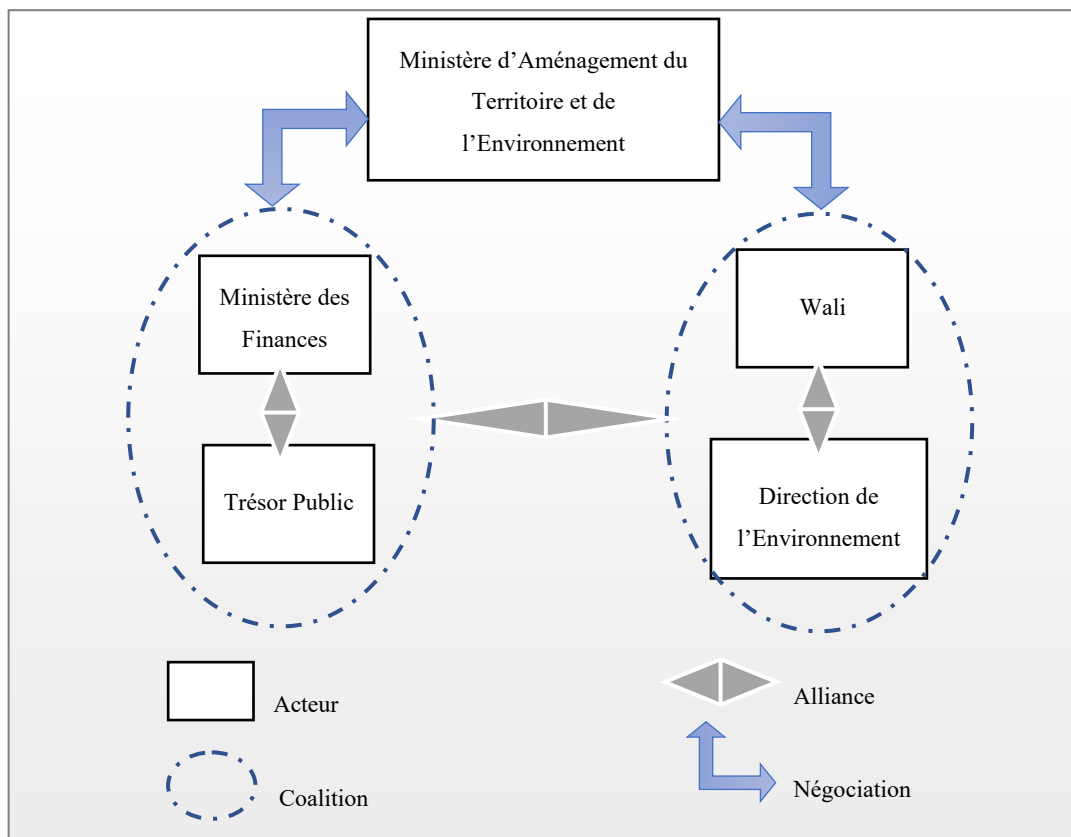 Ministère d’Aménagement du
Territoire et de
l’Environnement
Ministère des
Finances
Wali
Trésor Public
Direction de
l’Environnement
Acteur
Alliance
Coalition
Négociation